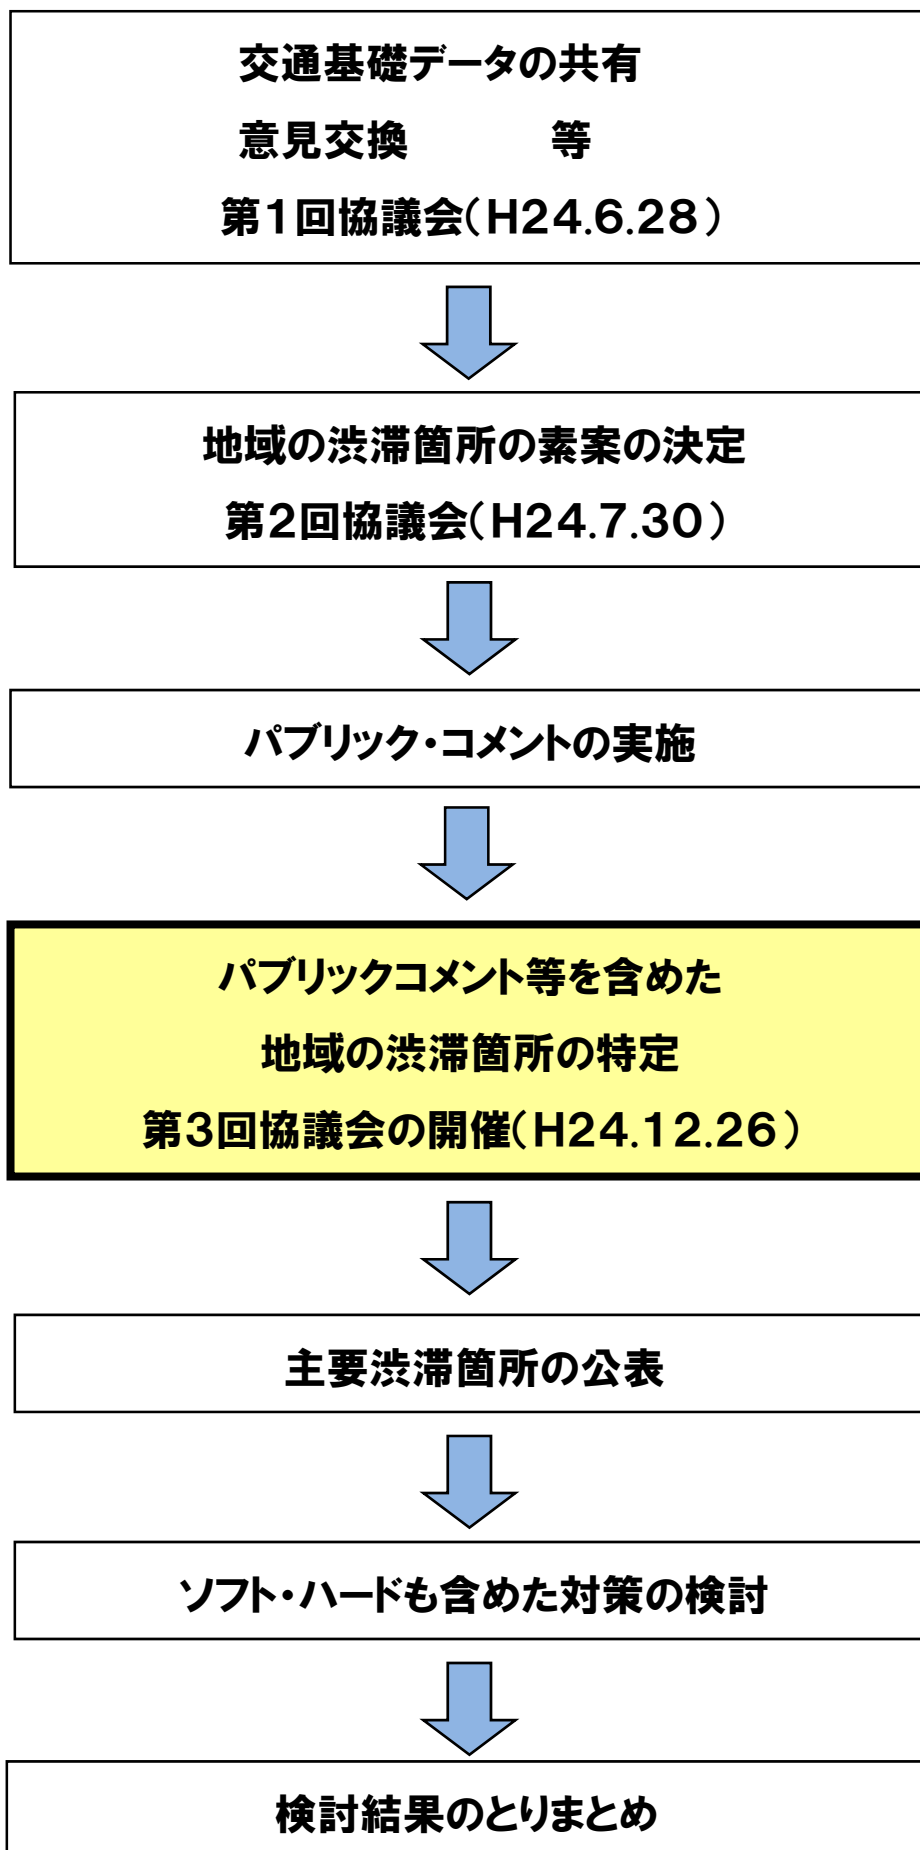 交通基礎データの共有
意見交換　　　等
第1回協議会(H24.6.28)
地域の渋滞箇所の素案の決定
第2回協議会(H24.7.30)
パブリック・コメントの実施
パブリックコメント等を含めた
地域の渋滞箇所の特定
第3回協議会の開催(H24.12.26)
主要渋滞箇所の公表
ソフト・ハードも含めた対策の検討
検討結果のとりまとめ